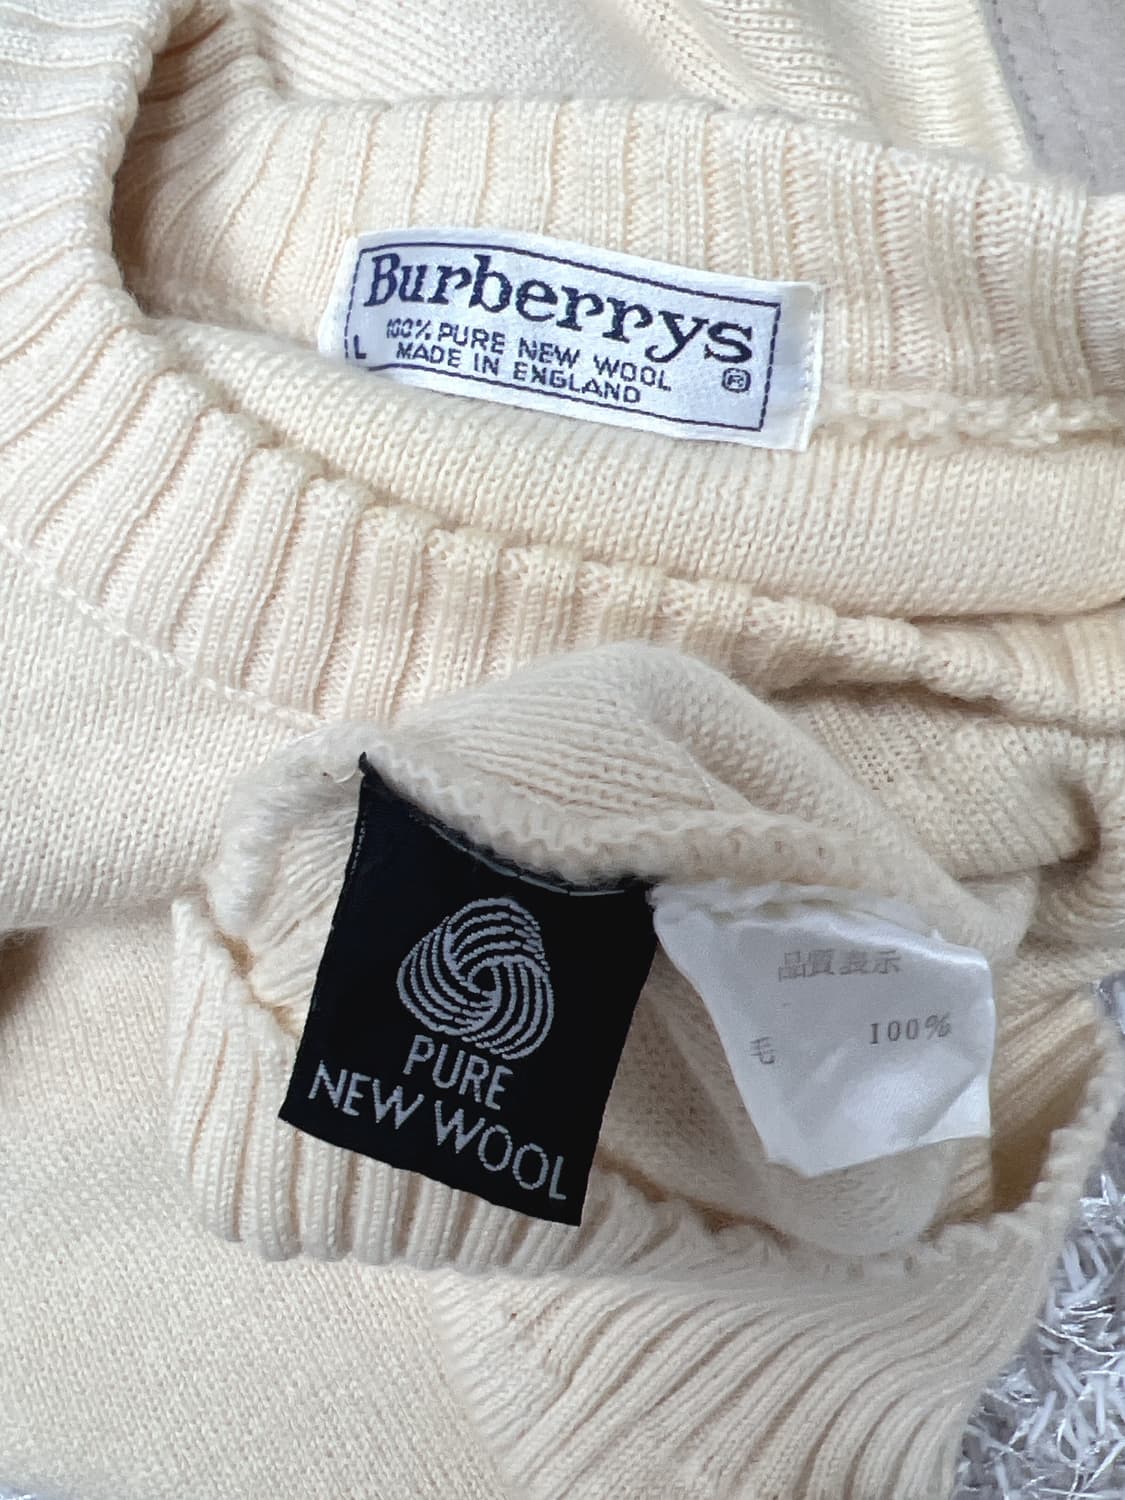 Burberrys
100% PURE NEW WOOL
L MADE IN ENGLAND ®
PURE
NEW WOOL
品質表示
毛 100%